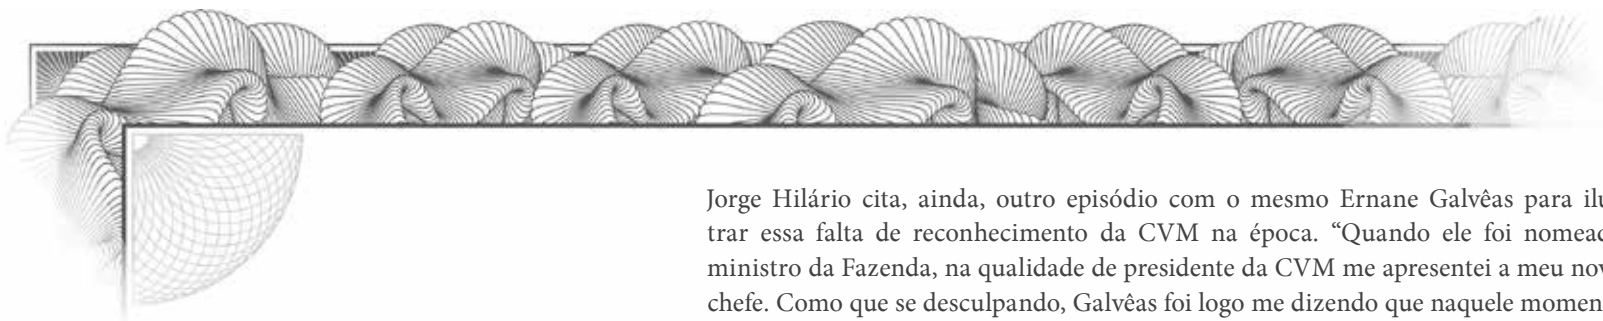 Jorge Hilário cita, ainda, outro episódio com o mesmo Ernane Galvêas para ilu
trar essa falta de reconhecimento da CVM na época. “Quando ele foi nomead
ministro da Fazenda, na qualidade de presidente da CVM me apresentei a meu nov
chefe. Como que se desculpando, Galvêas foi logo me dizendo que naquele momen